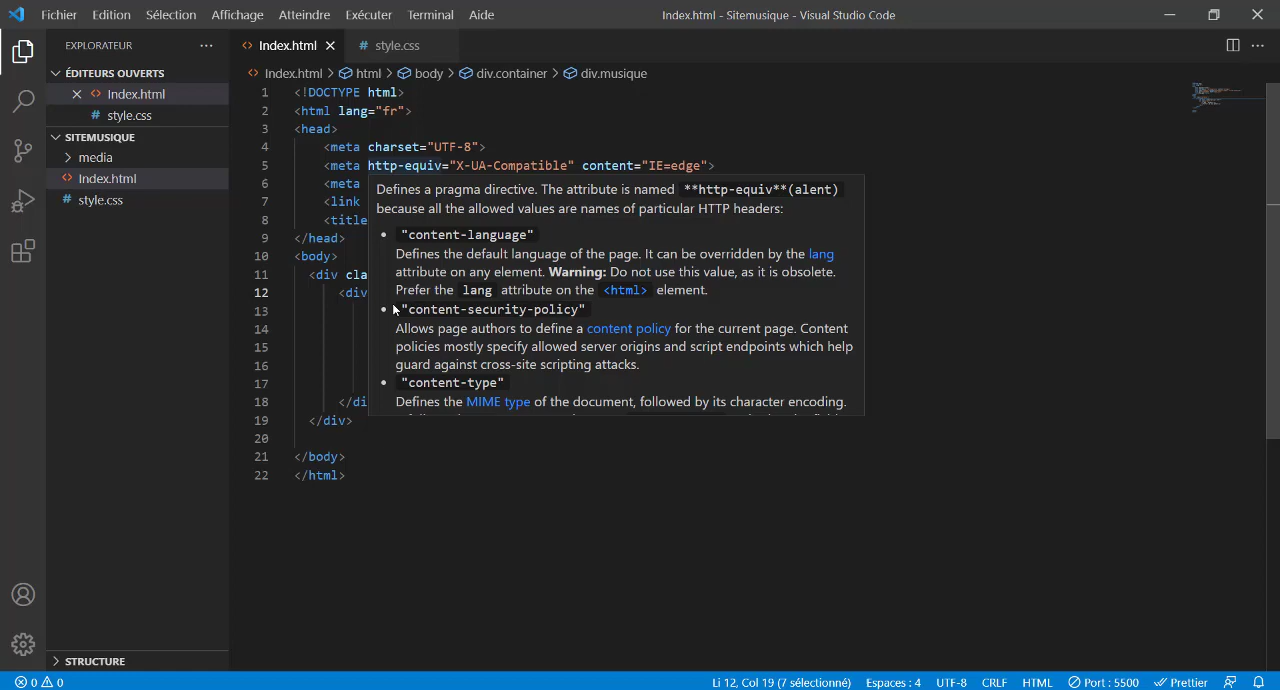 Fichier Edition Sélection Affichage Atteindre Exécuter Terminal Aide Index.html - Sitemusique - Visual Studio Code
EXPLORATEUR
ÉDITEURS OUVERTS
Index.html
style.css
SITEMUSIQUE
media
Index.html
style.css
STRUCTURE
Index.html style.css
Index.html > html > body > div.container > div.musique
1 <!DOCTYPE html>
2 <html lang="fr">
3 <head>
4 <meta charset="UTF-8">
5 <meta http-equiv="X-UA-Compatible" content="IE=edge">
6 <meta
7 <link
8 <title
9 </head>
10 <body>
11 <div cla
12 <div
13
14
15
16
17
18 </di
19 </div>
20
21 </body>
22 </html>
Defines a pragma directive. The attribute is named **http-equiv**(alent)
because all the allowed values are names of particular HTTP headers:
• "content-language"
Defines the default language of the page. It can be overridden by the lang
attribute on any element. Warning: Do not use this value, as it is obsolete.
Prefer the lang attribute on the <html> element.
• "content-security-policy"
Allows page authors to define a content policy for the current page. Content
policies mostly specify allowed server origins and script endpoints which help
guard against cross-site scripting attacks.
• "content-type"
Defines the MIME type of the document, followed by its character encoding.
0 0 Li 12, Col 19 (7 sélectionné) Espaces : 4 UTF-8 CRLF HTML Port : 5500 Prettier